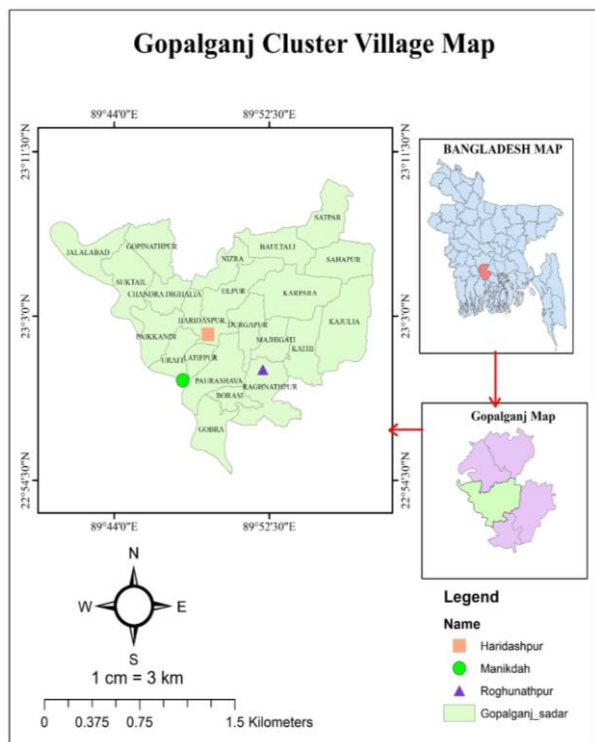 Gopalganj Cluster Village Map
89°44'0"E 89°52'30"E
23°11'30"N 23°11'30"N
SATPAR
GOPINATHPUR BAULTALI
JALALABAD NIZRA SAHAPUR
SUKTAIL
CHANDRA DIGHALIA ULPUR KARPARA
HARIDASPUR DURGAPUR KAJULIA
23°3'0"N 23°3'0"N
PAIKKANDI MAJHIGATI KATHI
URAFI LATIFPUR
PAURASHAVA RAGHNATHPUR
BORASI
GOBRA
22°54'30"N 22°54'30"N
89°44'0"E 89°52'30"E
BANGLADESH MAP
Gopalganj Map
N
W E
S
1 cm = 3 km
0 0.375 0.75 1.5 Kilometers
Legend
Name
Haridashpur
Manikdah
Roghunathpur
Gopalganj_sadar